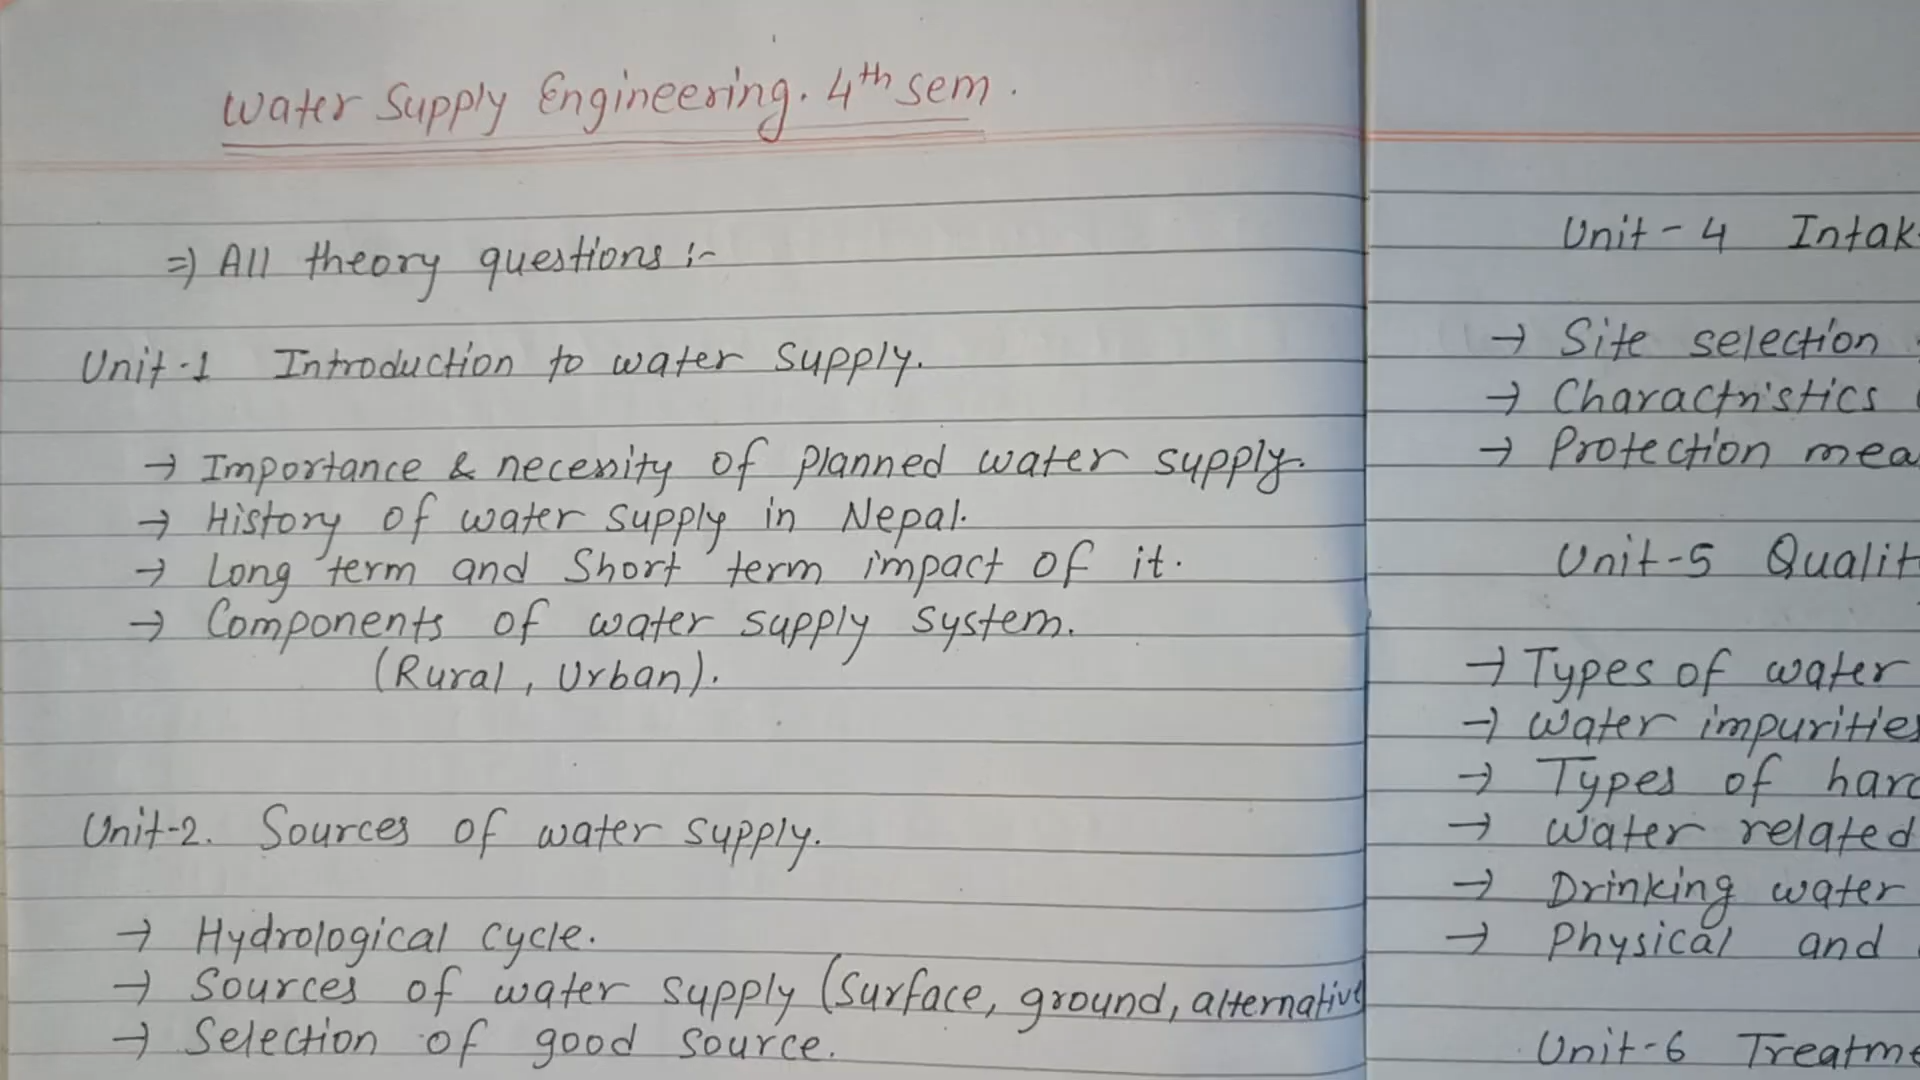 Water Supply Engineering. 4th sem.
=) All theory questions :-
Unit-1 Introduction to water supply.
→ Importance & necessity of planned water supply.
→ History of water supply in Nepal.
→ Long term and Short term impact of it.
→ Components of water supply system.
(Rural, Urban).
Unit-2. Sources of water supply.
→ Hydrological cycle.
→ Sources of water supply (Surface, ground, alternative
→ Selection of good source.
Unit-4 Intak
→ Site selection
→ Charactristics
→ Protection mea
Unit-5 Qualit
→ Types of water
→ Water impurities
→ Types of hard
→ Water related
→ Drinking water
→ Physical and
Unit-6 Treatme